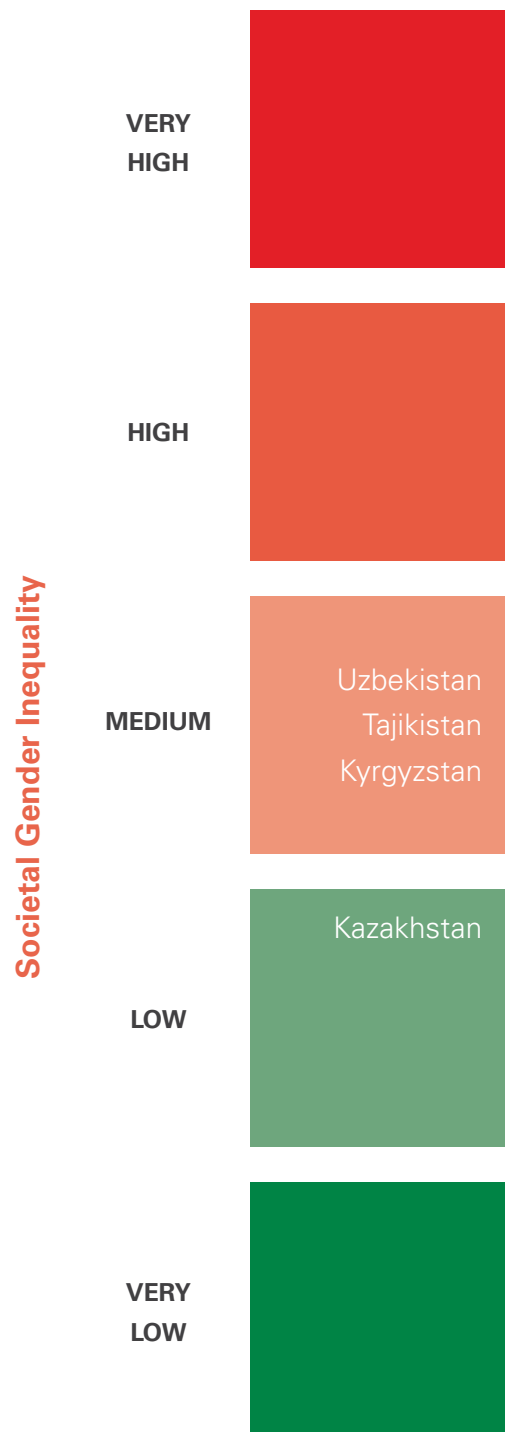 Societal Gender Inequality
VERY
HIGH
HIGH
MEDIUM
Uzbekistan
Tajikistan
Kyrgyzstan
LOW
Kazakhstan
VERY
LOW